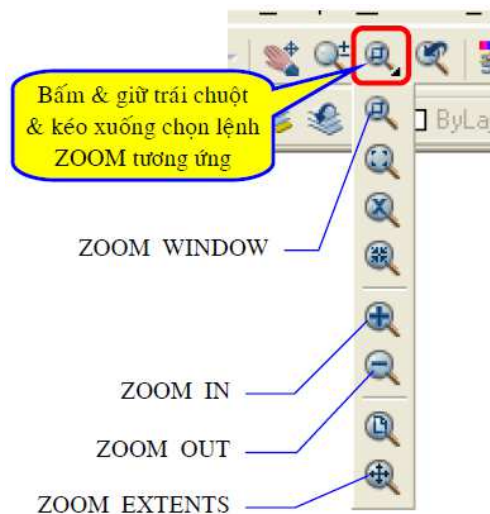 Bấm & giữ trái chuột
& kéo xuống chọn lệnh
ZOOM tương ứng
ZOOM WINDOW
ZOOM IN
ZOOM OUT
ZOOM EXTENTS